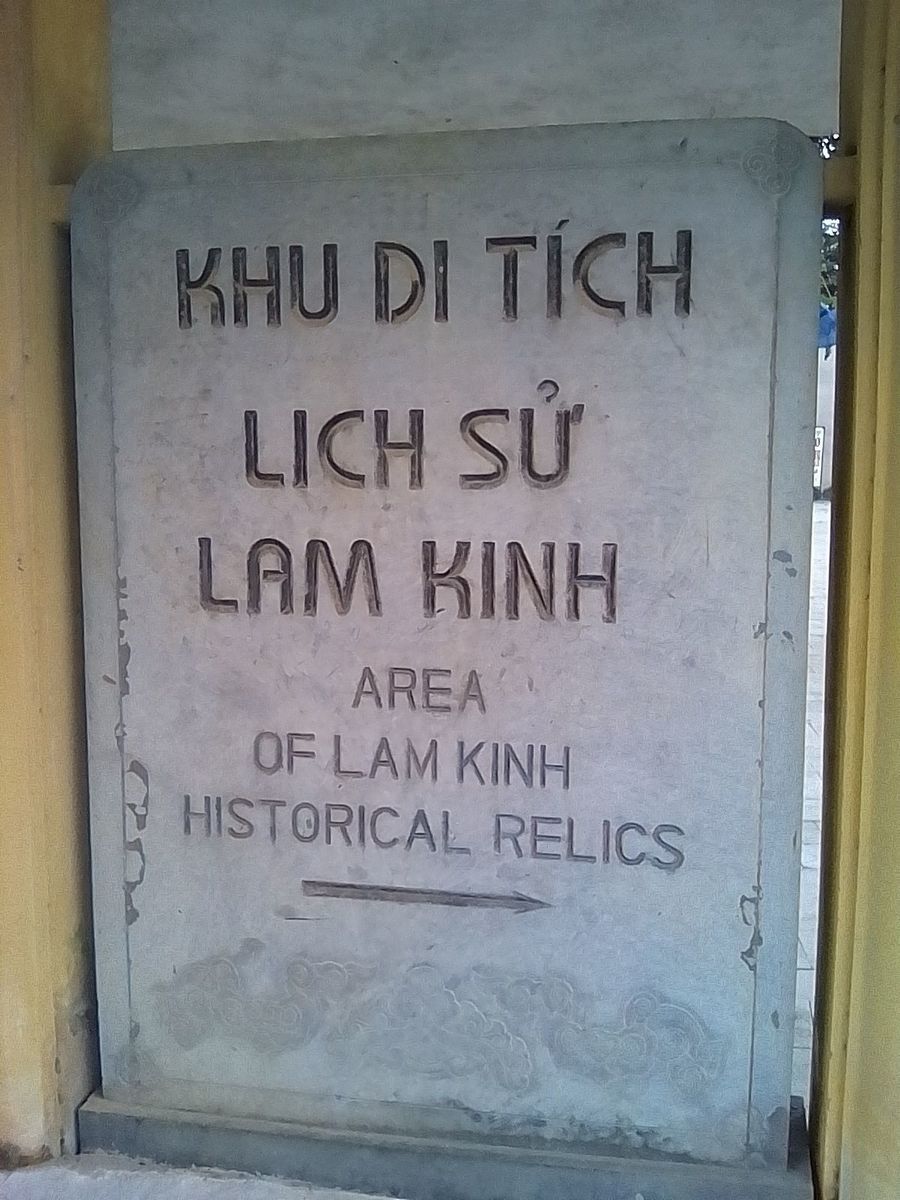 KHU DI TÍCH
LICH SỬ
LAM KINH
AREA
OF LAM KINH
HISTORICAL RELICS